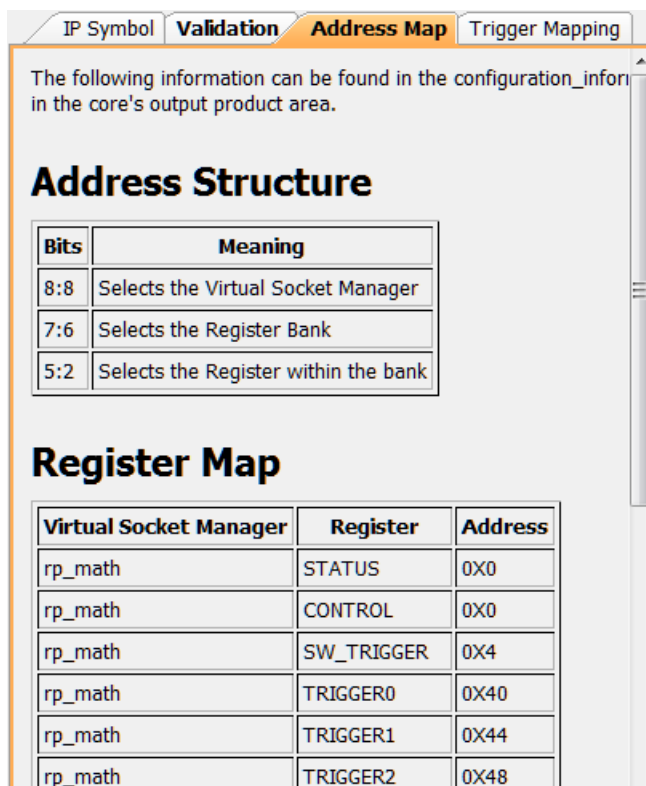 IP Symbol Validation Address Map Trigger Mapping
The following information can be found in the configuration_infor
in the core's output product area.
Address Structure
Bits Meaning
8:8 Selects the Virtual Socket Manager
7:6 Selects the Register Bank
5:2 Selects the Register within the bank
Register Map
Virtual Socket Manager Register Address
rp_math STATUS 0X0
rp_math CONTROL 0X0
rp_math SW_TRIGGER 0X4
rp_math TRIGGER0 0X40
rp_math TRIGGER1 0X44
rp_math TRIGGER2 0X48